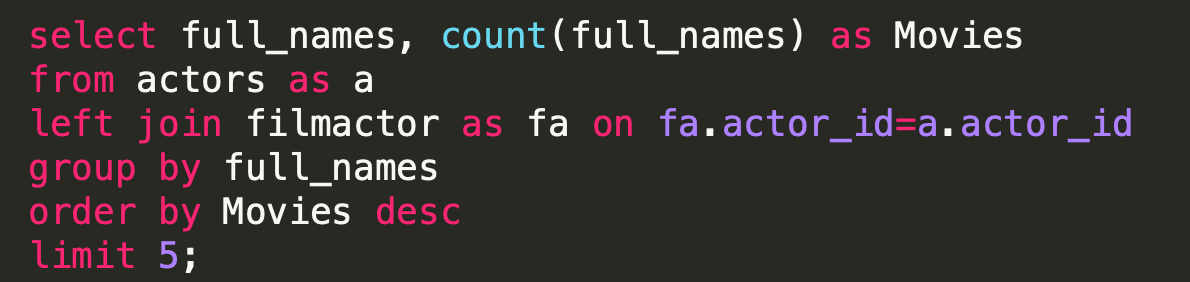 select full_names, count(full_names) as Movies
from actors as a
left join filmactor as fa on fa.actor_id=a.actor_id
group by full_names
order by Movies desc
limit 5;